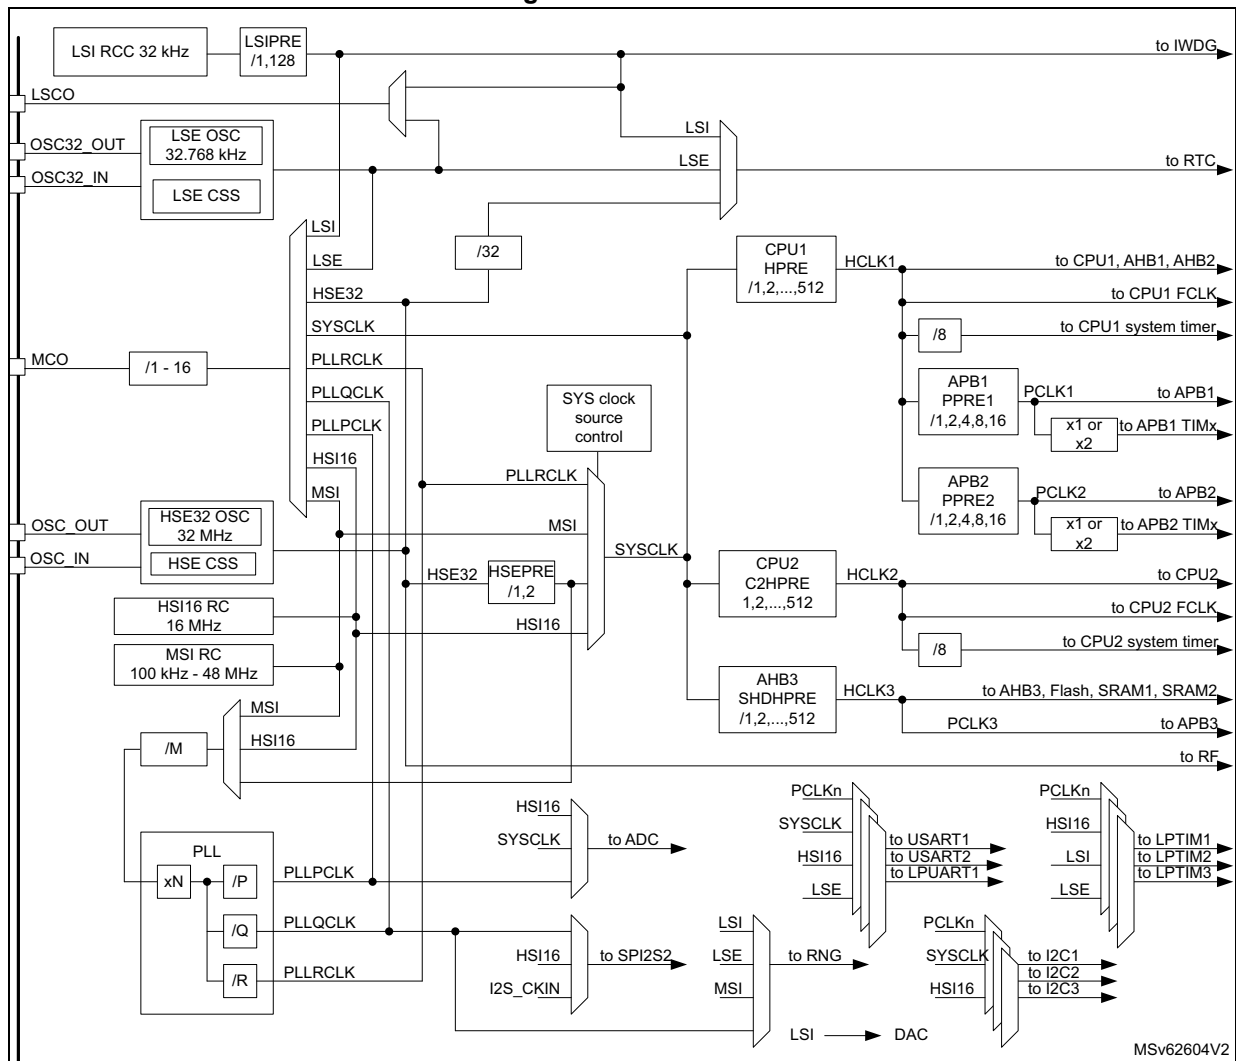 LSI RCC 32 kHz
LSIPRE
/1,128
to IWDG
LSCO
LSI
OSC32_OUT
LSE OSC
32.768 kHz
LSE
to RTC
OSC32_IN
LSE CSS
LSI
/32
LSE
CPU1
HPRE
/1,2,...,512
HCLK1
to CPU1, AHB1, AHB2
HSE32
to CPU1 FCLK
SYSCLK
/8
to CPU1 system timer
MCO
/1 - 16
PLLRCLK
PLLQCLK
SYS clock
source
control
APB1
PPRE1
/1,2,4,8,16
PCLK1
to APB1
x1 or
x2
to APB1 TIMx
PLLPCLK
HSI16
PLLRCLK
MSI
APB2
PPRE2
/1,2,4,8,16
PCLK2
to APB2
x1 or
x2
to APB2 TIMx
OSC_OUT
HSE32 OSC
32 MHz
MSI
OSC_IN
HSE CSS
SYSCLK
HSE32
HSEPRE
/1,2
CPU2
C2HPRE
1,2,...,512
HCLK2
to CPU2
HSI16 RC
16 MHz
HSI16
to CPU2 FCLK
/8
to CPU2 system timer
MSI RC
100 kHz - 48 MHz
AHB3
SHDHPRE
/1,2,...,512
HCLK3
to AHB3, Flash, SRAM1, SRAM2
MSI
PCLK3
to APB3
/M
HSI16
to RF
HSI16
SYSCLK
to ADC
PCLKn
SYSCLK
HSI16
LSE
to USART1
to USART2
to LPUART1
PCLKn
HSI16
LSI
LSE
to LPTIM1
to LPTIM2
to LPTIM3
PLL
xN
/P
PLLPCLK
/Q
PLLQCLK
/R
PLLRCLK
HSI16
I2S_CKIN
to SPI2S2
LSI
LSE
MSI
to RNG
PCLKn
SYSCLK
HSI16
to I2C1
to I2C2
to I2C3
LSI
DAC
MSv62604V2